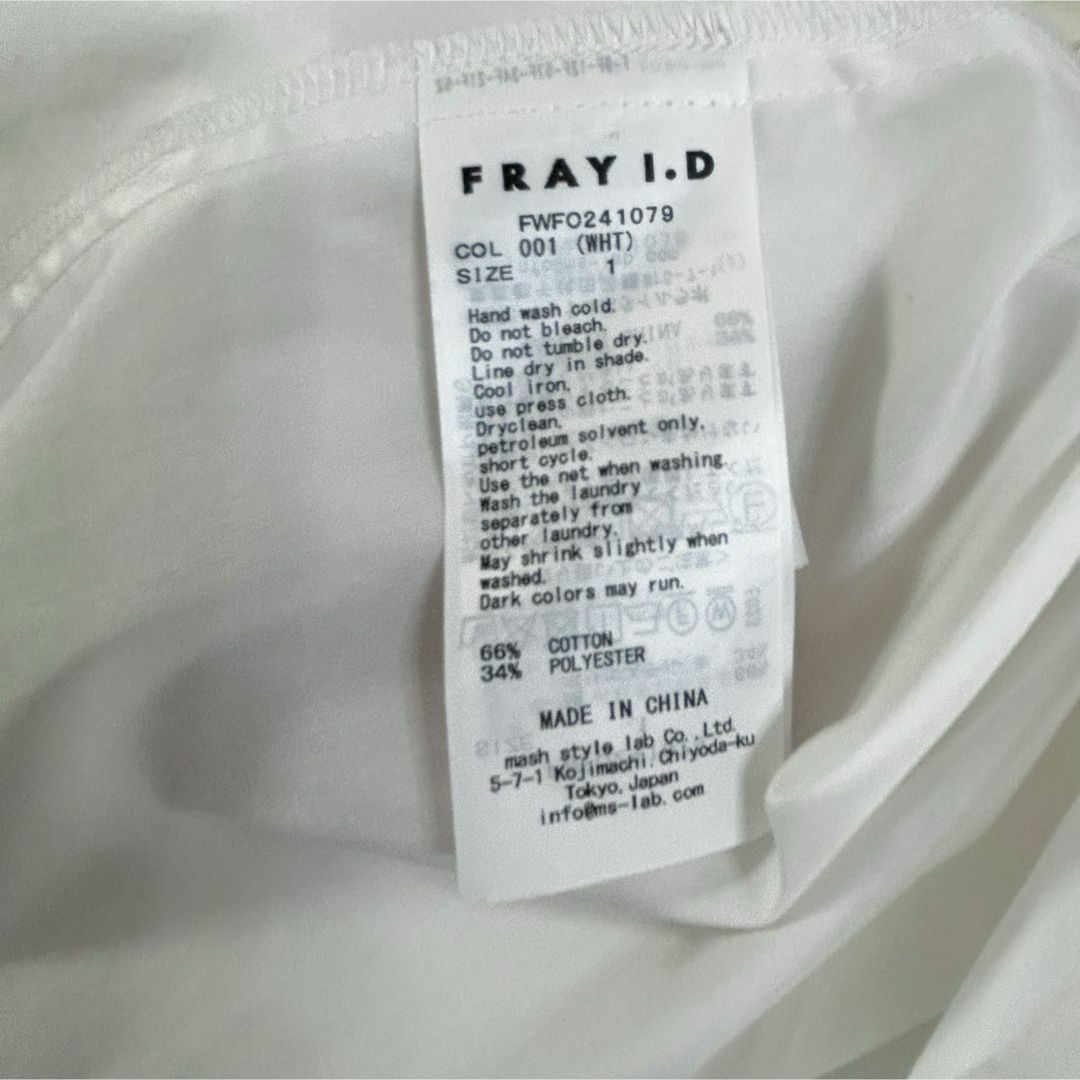 FRAY I.D
FWFO241079
COL 001 (WHT)
SIZE 1
Hand wash cold.
Do not bleach.
Do not tumble dry.
Line dry in shade.
Cool iron.
use press cloth.
Dryclean.
petroleum solvent only.
short cycle.
Use the net when washing.
Wash the laundry
separately from
other laundry.
May shrink slightly when
washed.
Dark colors may run.
66% COTTON
34% POLYESTER
MADE IN CHINA
mash style lab Co.,Ltd.
5-7-1 Kojimachi,Chiyoda-ku
Tokyo,Japan
info@ms-lab.com